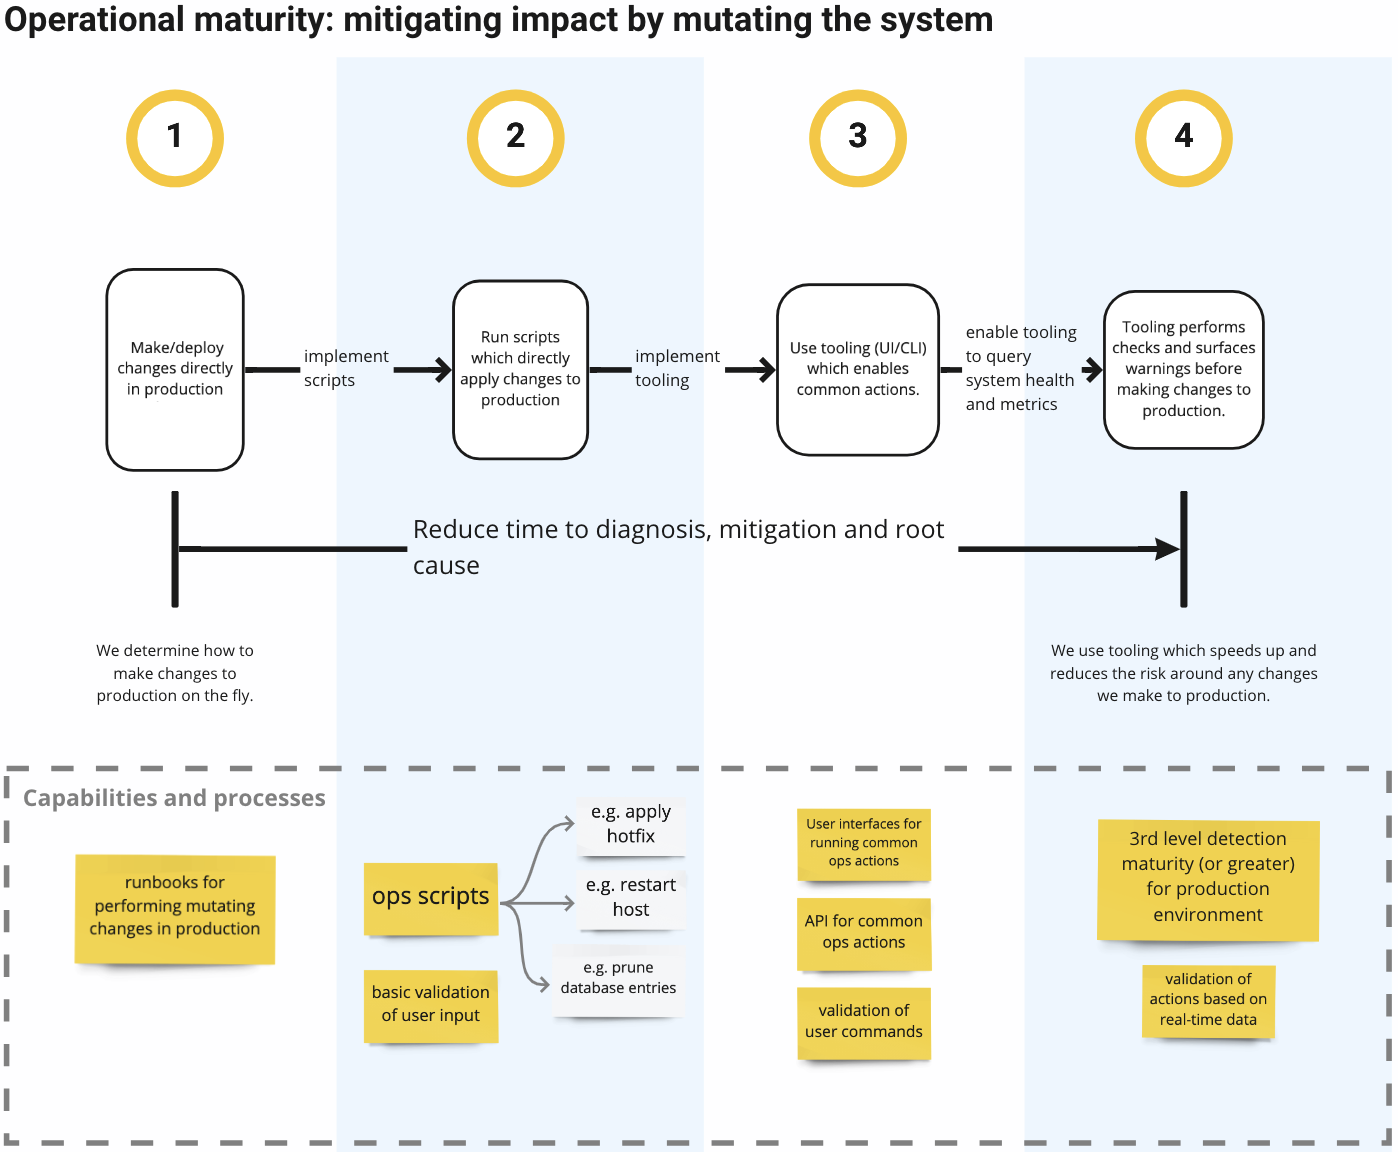 Operational maturity: mitigating impact by mutating the system
1
2
3
4
Make/deploy
changes directly
in production
implement
scripts
Run scripts
which directly
apply changes to
production
implement
tooling
Use tooling (UI/CLI)
which enables
common actions.
enable tooling
to query
system health
and metrics
Tooling performs
checks and surfaces
warnings before
making changes to
production.
Reduce time to diagnosis, mitigation and root
cause
We determine how to
make changes to
production on the fly.
We use tooling which speeds up and
reduces the risk around any changes
we make to production.
Capabilities and processes
runbooks for
performing mutating
changes in production
ops scripts
e.g. apply
hotfix
e.g. restart
host
e.g. prune
database entries
basic validation
of user input
User interfaces for
running common
ops actions
API for common
ops actions
validation of
user commands
3rd level detection
maturity (or greater)
for production
environment
validation of
actions based on
real-time data